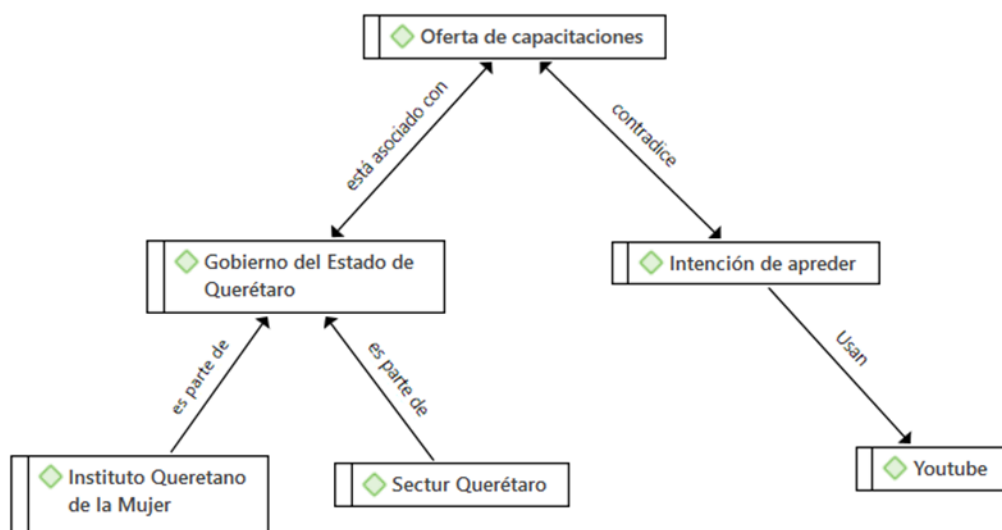 Oferta de capacitaciones
está asociado con
contradice
Gobierno del Estado de
Querétaro
Intención de apreder
es parte de
es parte de
Usan
Instituto Queretano
de la Mujer
Sectur Querétaro
Youtube